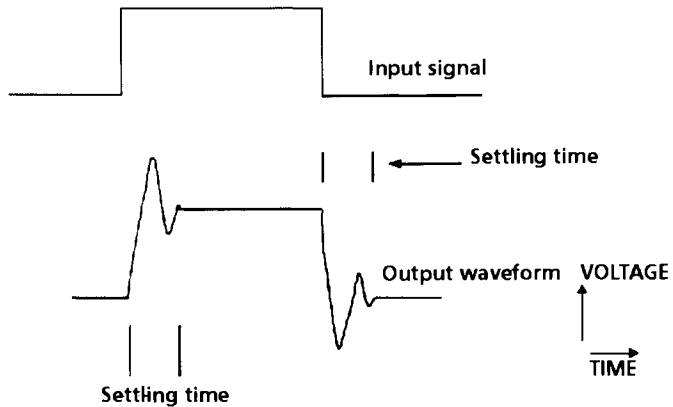 Input signal
Settling time
Output waveform
VOLTAGE
TIME
Settling time